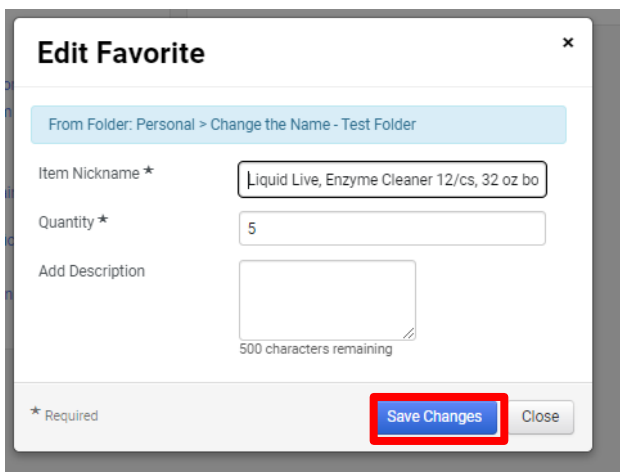 Edit Favorite ×
From Folder: Personal > Change the Name - Test Folder
Item Nickname ★ Liquid Live, Enzyme Cleaner 12/cs, 32 oz bo
Quantity ★ 5
Add Description
500 characters remaining
★ Required Save Changes Close